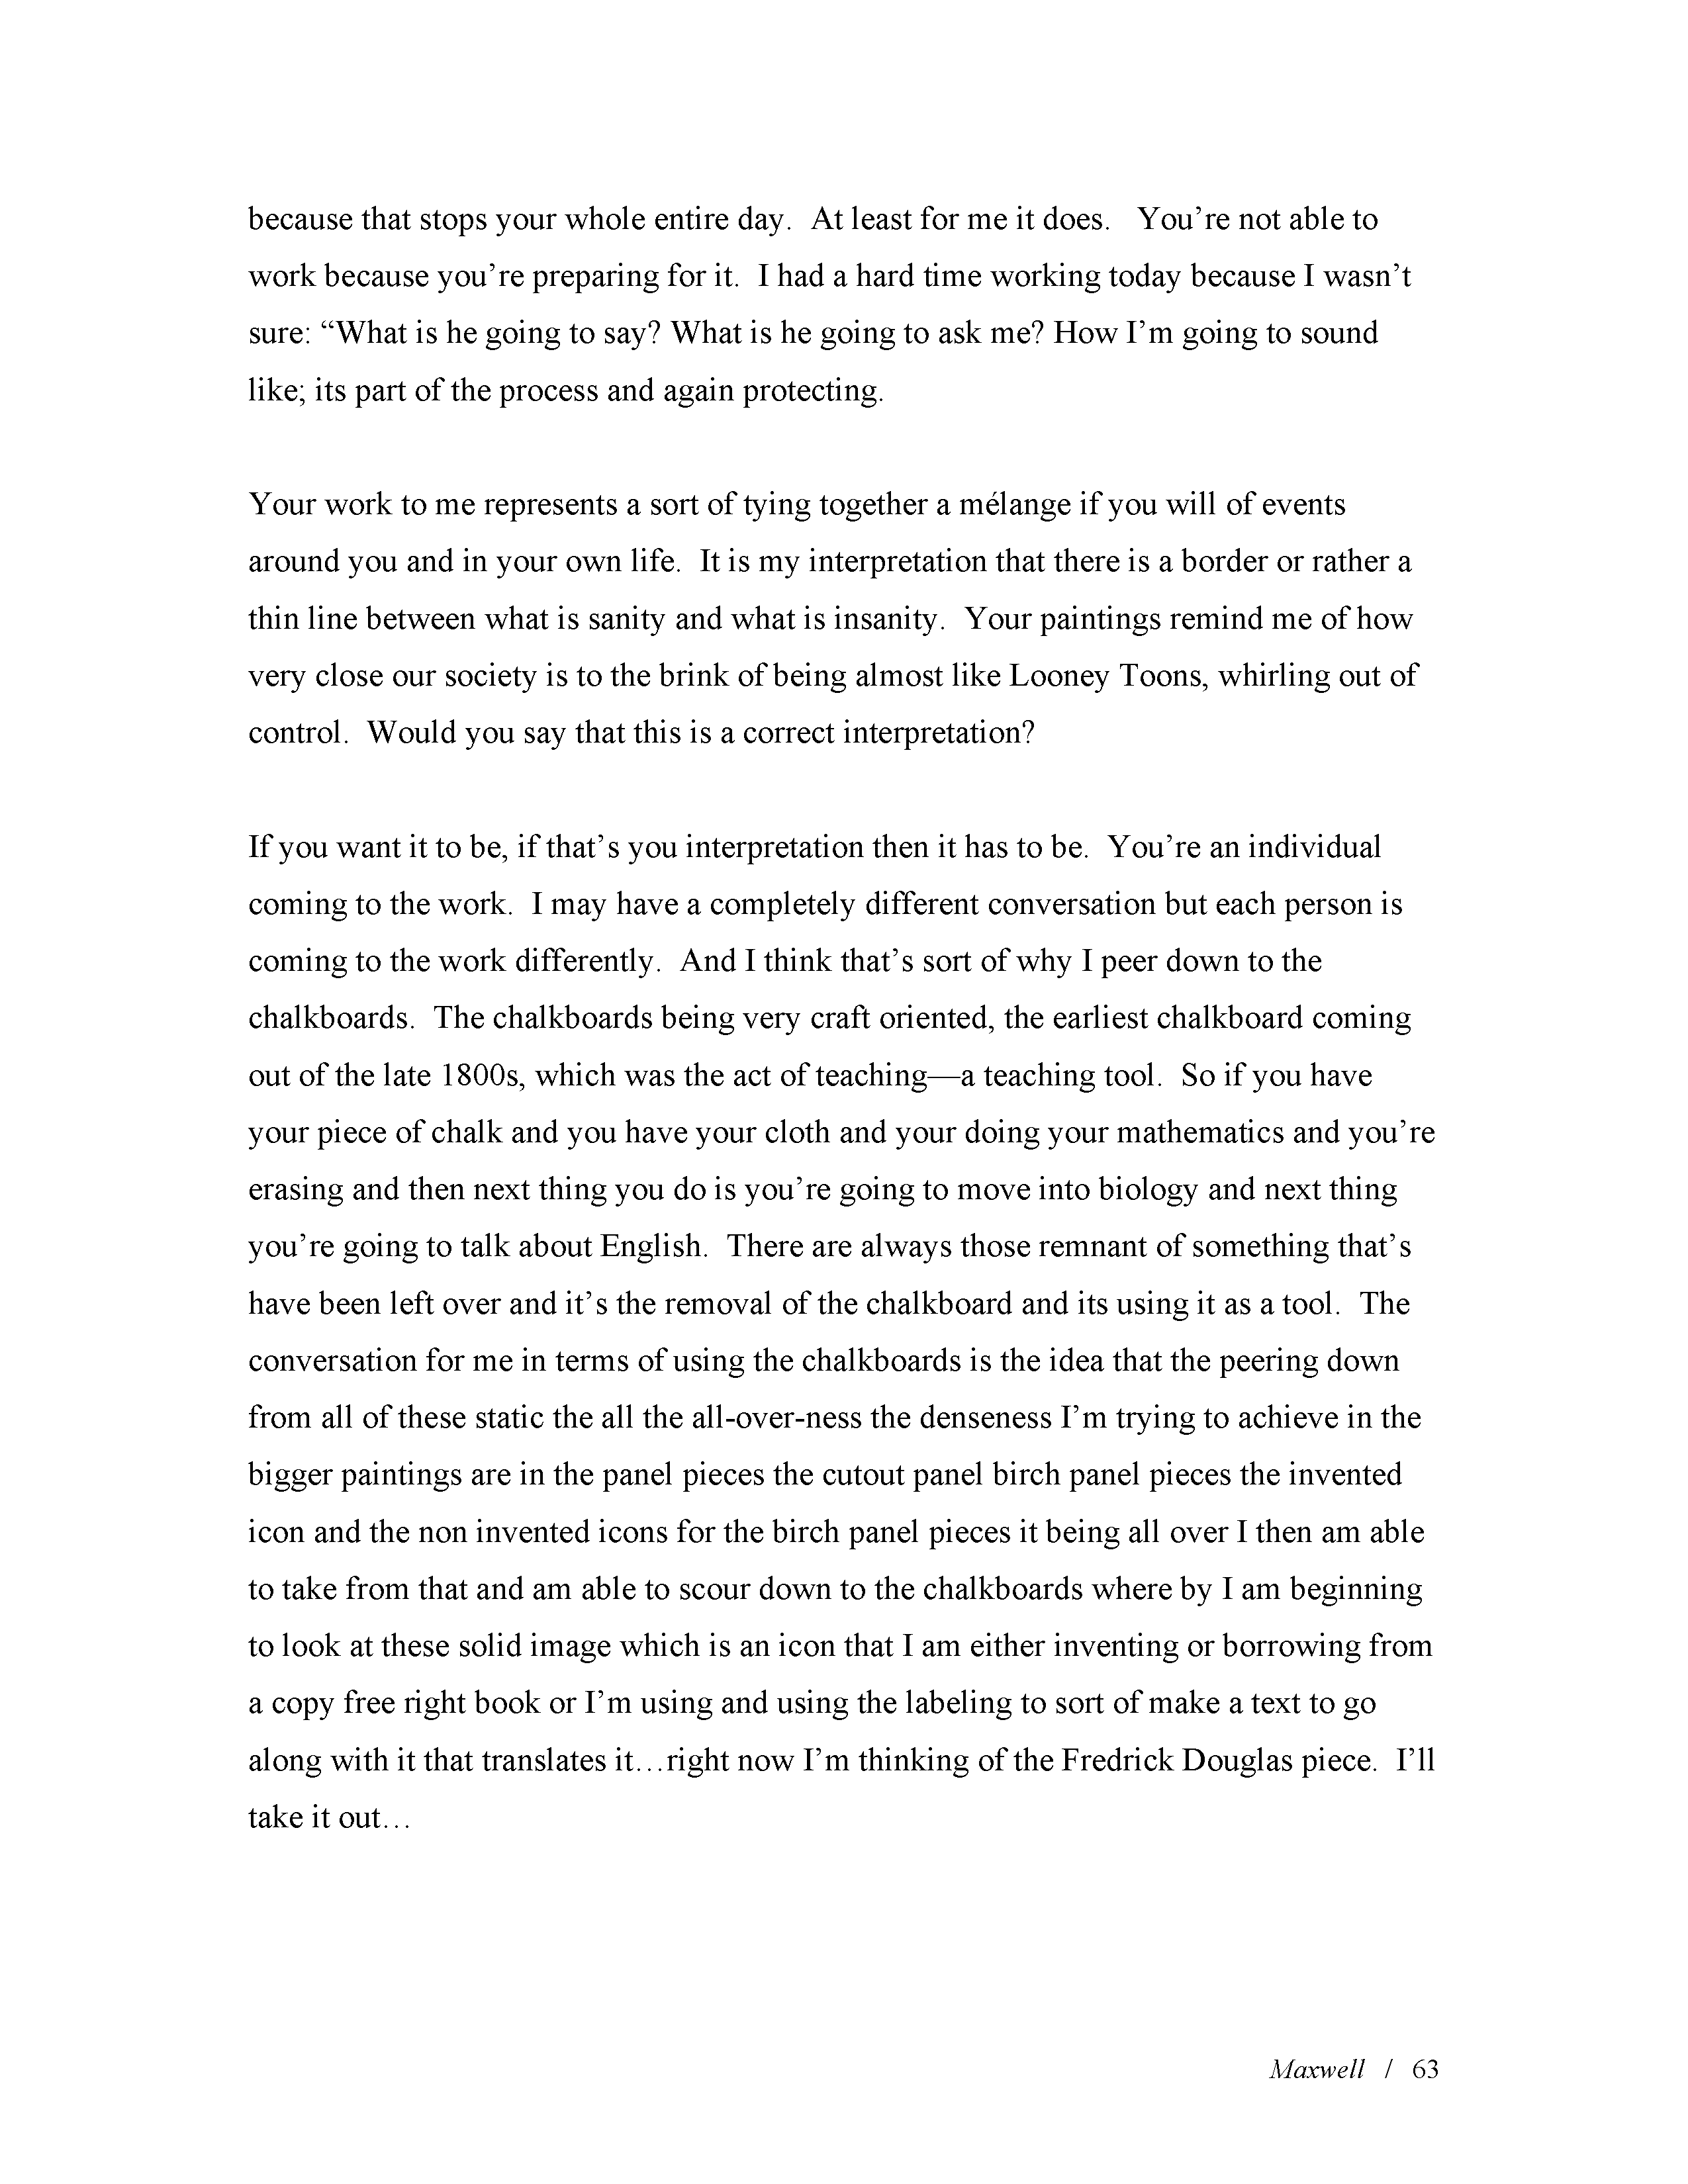 because that stops your whole entire day.  At least for me it does.   You’re not able to
work because you’re preparing for it.  I had a hard time working today because I wasn’t
sure: “What is he going to say? What is he going to ask me? How I’m going to sound
like; its part of the process and again protecting.
Your work to me represents a sort of tying together a mélange if you will of events
around you and in your own life.  It is my interpretation that there is a border or rather a
thin line between what is sanity and what is insanity.  Your paintings remind me of how
very close our society is to the brink of being almost like Looney Toons, whirling out of
control.  Would you say that this is a correct interpretation?
If you want it to be, if that’s you interpretation then it has to be.  You’re an individual
coming to the work.  I may have a completely different conversation but each person is
coming to the work differently.  And I think that’s sort of why I peer down to the
chalkboards.  The chalkboards being very craft oriented, the earliest chalkboard coming
out of the late 1800s, which was the act of teaching—a teaching tool.  So if you have
your piece of chalk and you have your cloth and your doing your mathematics and you’re
erasing and then next thing you do is you’re going to move into biology and next thing
you’re going to talk about English.  There are always those remnant of something that’s
have been left over and it’s the removal of the chalkboard and its using it as a tool.  The
conversation for me in terms of using the chalkboards is the idea that the peering down
from all of these static the all the all-over-ness the denseness I’m trying to achieve in the
bigger paintings are in the panel pieces the cutout panel birch panel pieces the invented
icon and the non invented icons for the birch panel pieces it being all over I then am able
to take from that and am able to scour down to the chalkboards where by I am beginning
to look at these solid image which is an icon that I am either inventing or borrowing from
a copy free right book or I’m using and using the labeling to sort of make a text to go
along with it that translates it…right now I’m thinking of the Fredrick Douglas piece.  I’ll
take it out…
Maxwell / 63